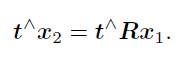 t^x₂ = t^Rx₁.